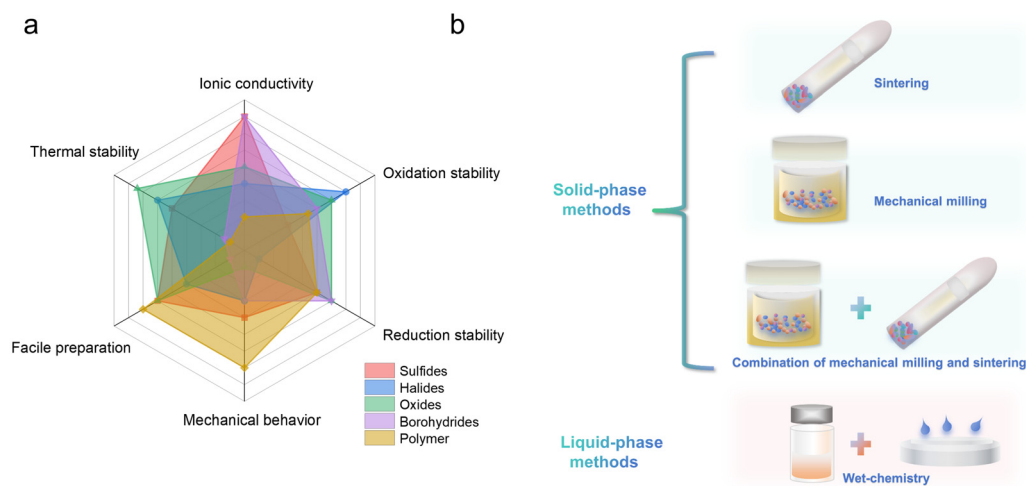 a
Ionic conductivity
Thermal stability
Oxidation stability
Facile preparation
Reduction stability
Mechanical behavior
Sulfides
Halides
Oxides
Borohydrides
Polymer
b
Solid-phase
methods
Sintering
Mechanical milling
Combination of mechanical milling and sintering
Liquid-phase
methods
Wet-chemistry